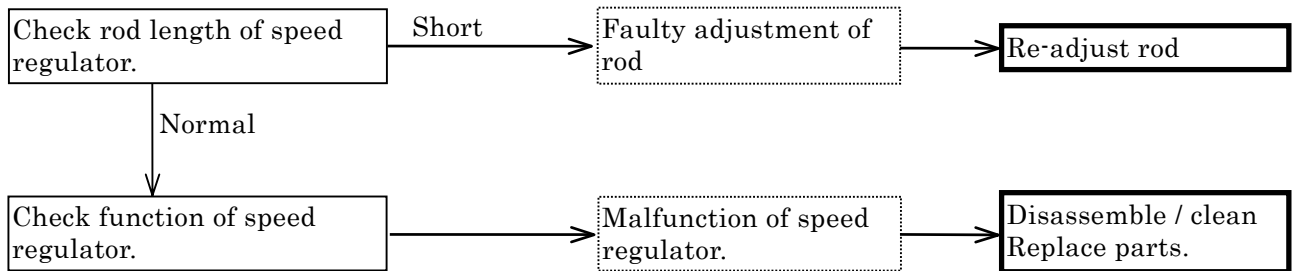 Check rod length of speed
regulator.
Short
Faulty adjustment of
rod
Re-adjust rod
Normal
Check function of speed
regulator.
Malfunction of speed
regulator.
Disassemble / clean
Replace parts.